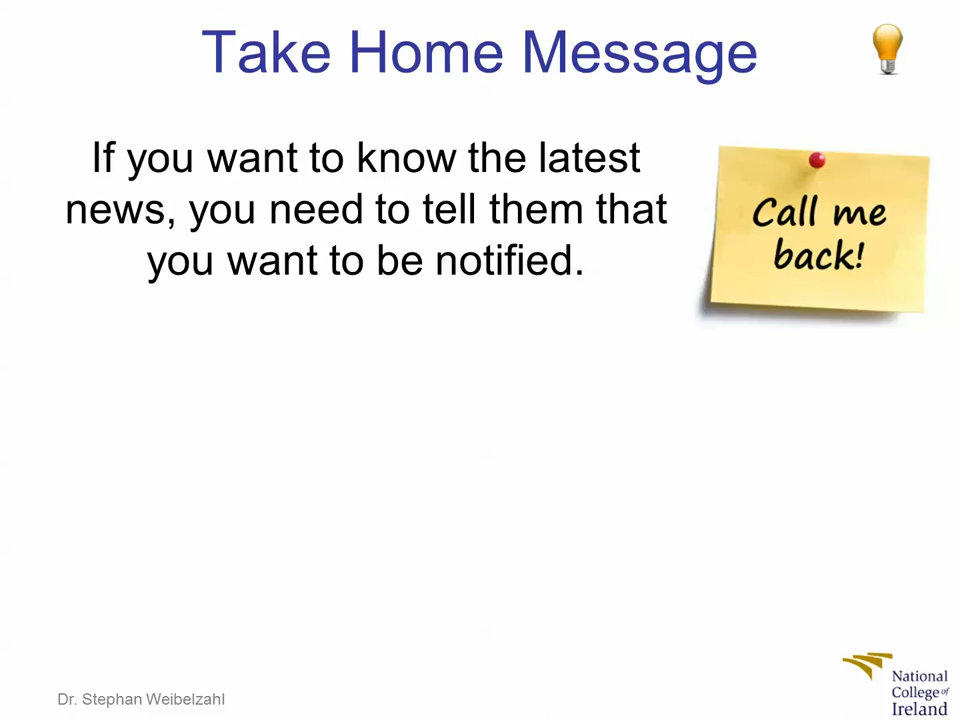 Take Home Message
If you want to know the latest
news, you need to tell them that
you want to be notified.
Call me
back!
Dr. Stephan Weibelzahl
National
College of
Ireland